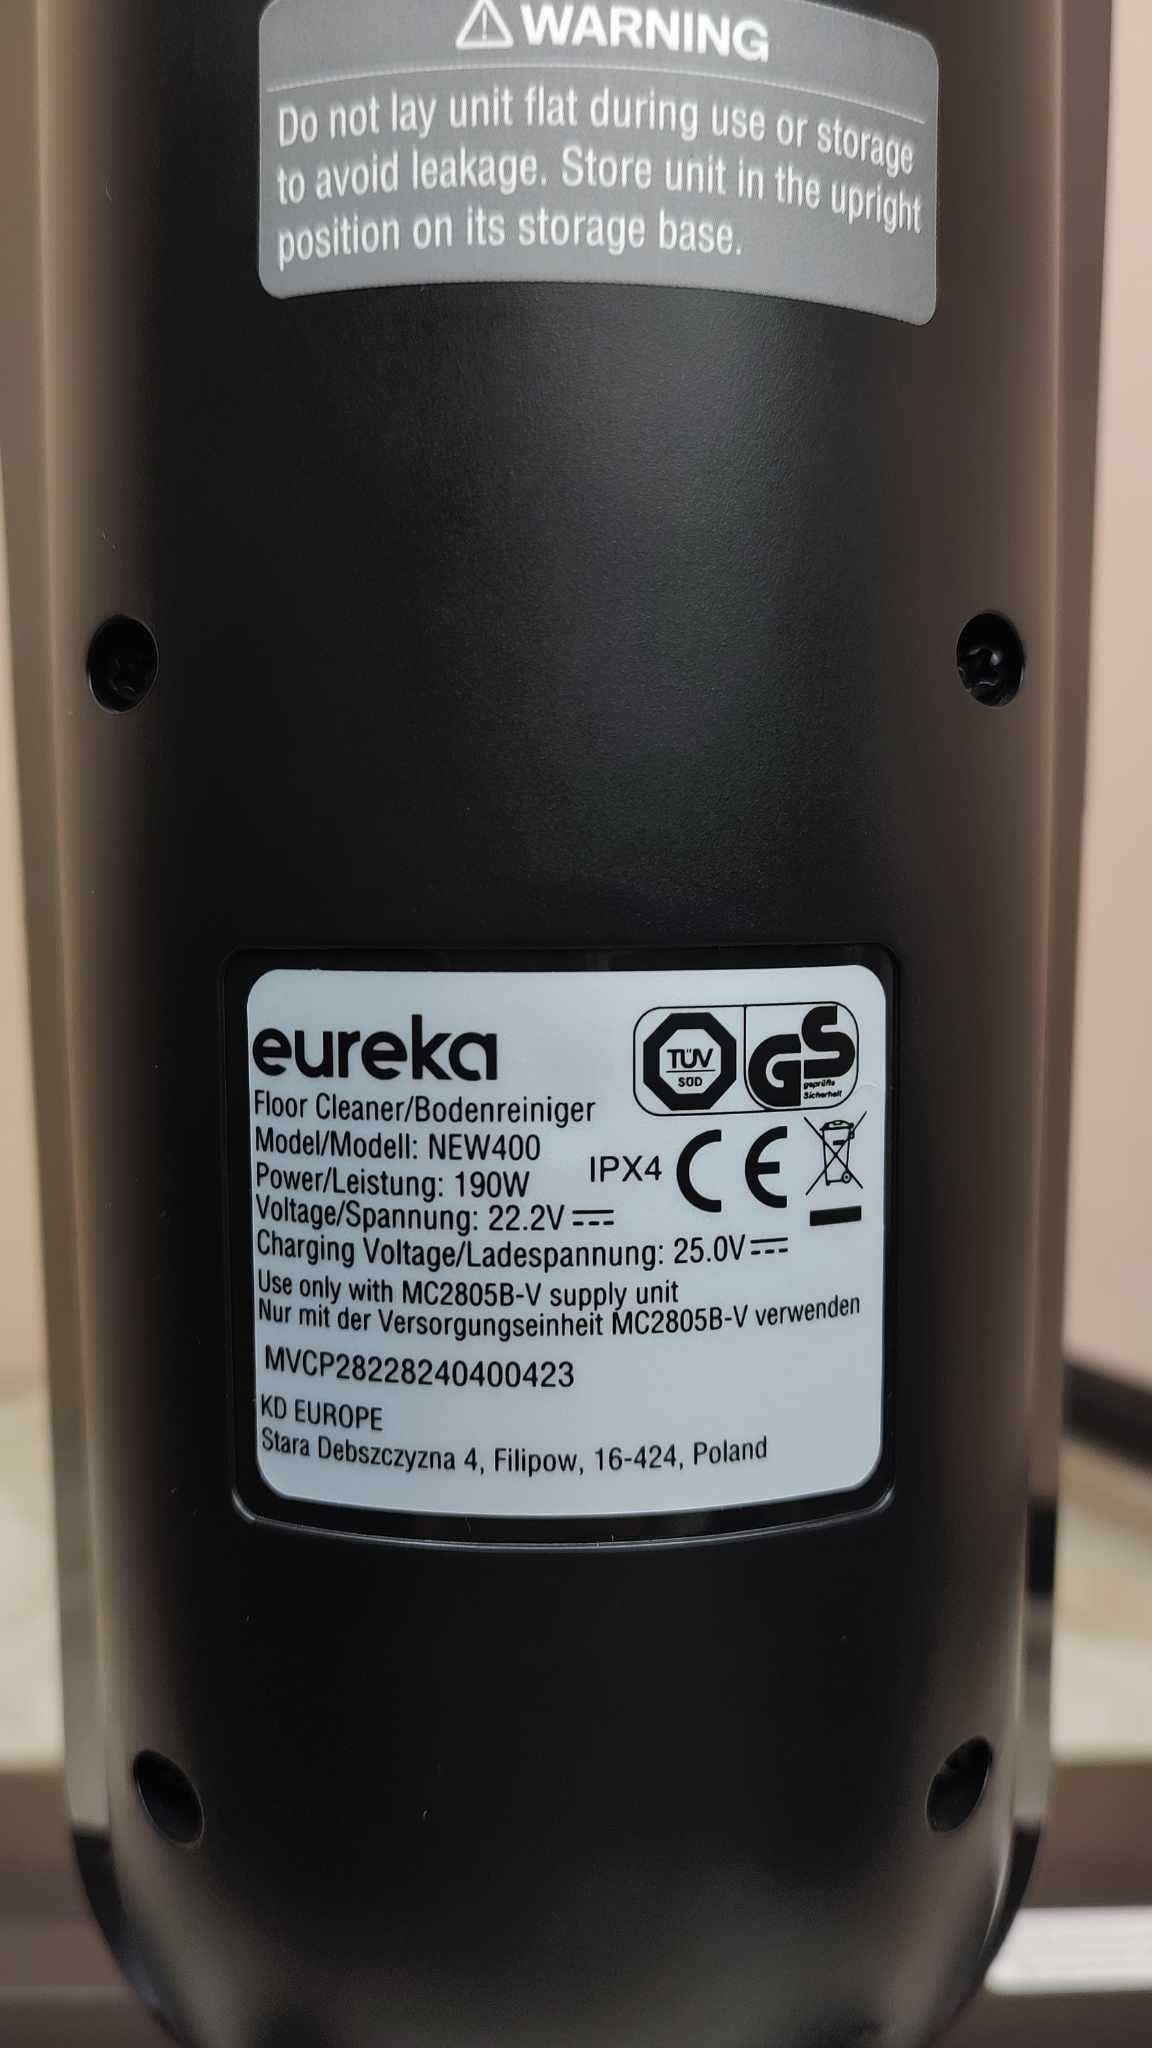 WARNING
Do not lay unit flat during use or storage
to avoid leakage. Store unit in the upright
position on its storage base.
eureka
TÜV
SÜD
GS
geprüfte
Sicherheit
Floor Cleaner/Bodenreiniger
Model/Modell: NEW400
Power/Leistung: 190W
IPX4 CE
Voltage/Spannung: 22.2V
Charging Voltage/Ladespannung: 25.0V
Use only with MC2805B-V supply unit
Nur mit der Versorgungseinheit MC2805B-V verwenden
MVCP28228240400423
KD EUROPE
Stara Debszczyzna 4, Filipow, 16-424, Poland